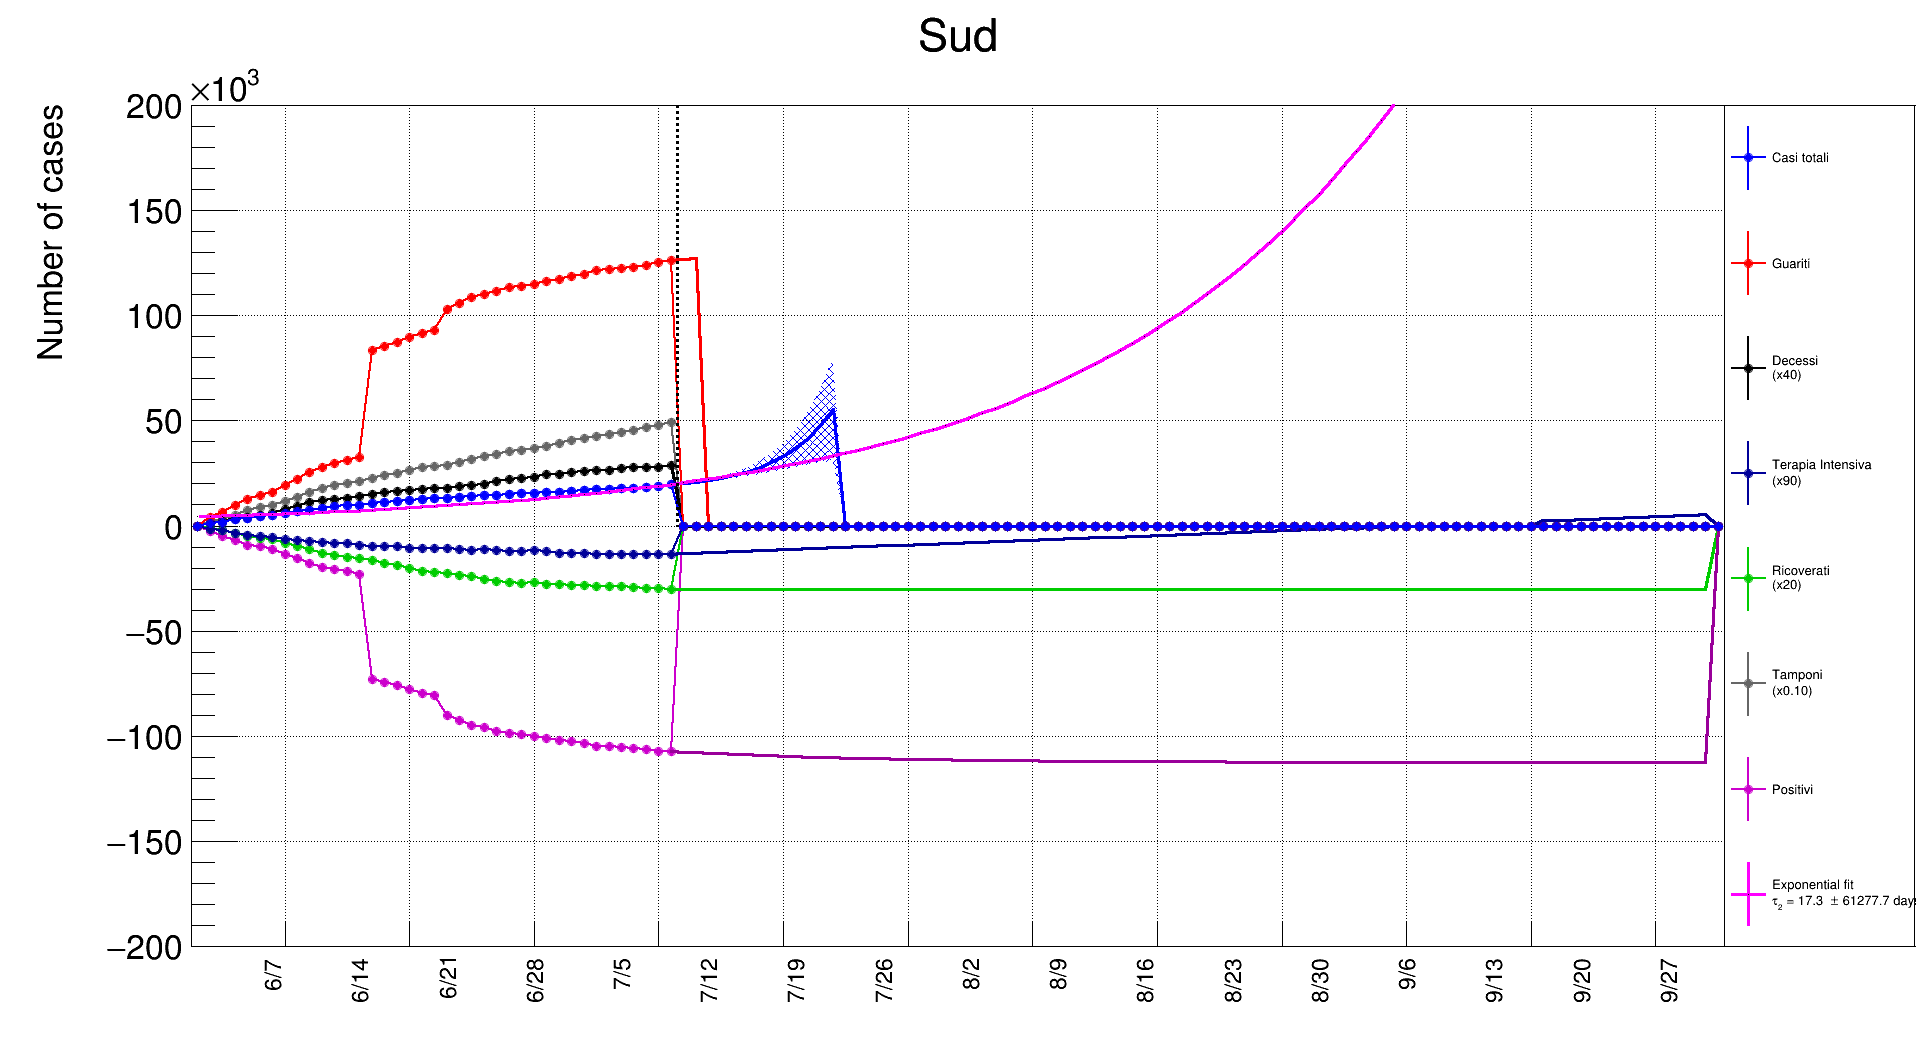 Sud
×10³
Number of cases
200
150
100
50
0
−50
−100
−150
−200
6/7
6/14
6/21
6/28
7/5
7/12
7/19
7/26
8/2
8/9
8/16
8/23
8/30
9/6
9/13
9/20
9/27
Casi totali
Guariti
Decessi
(x40)
Terapia Intensiva
(x90)
Ricoverati
(x20)
Tamponi
(x0.10)
Positivi
Exponential fit
τ₂ = 17.3 ± 61277.7 day